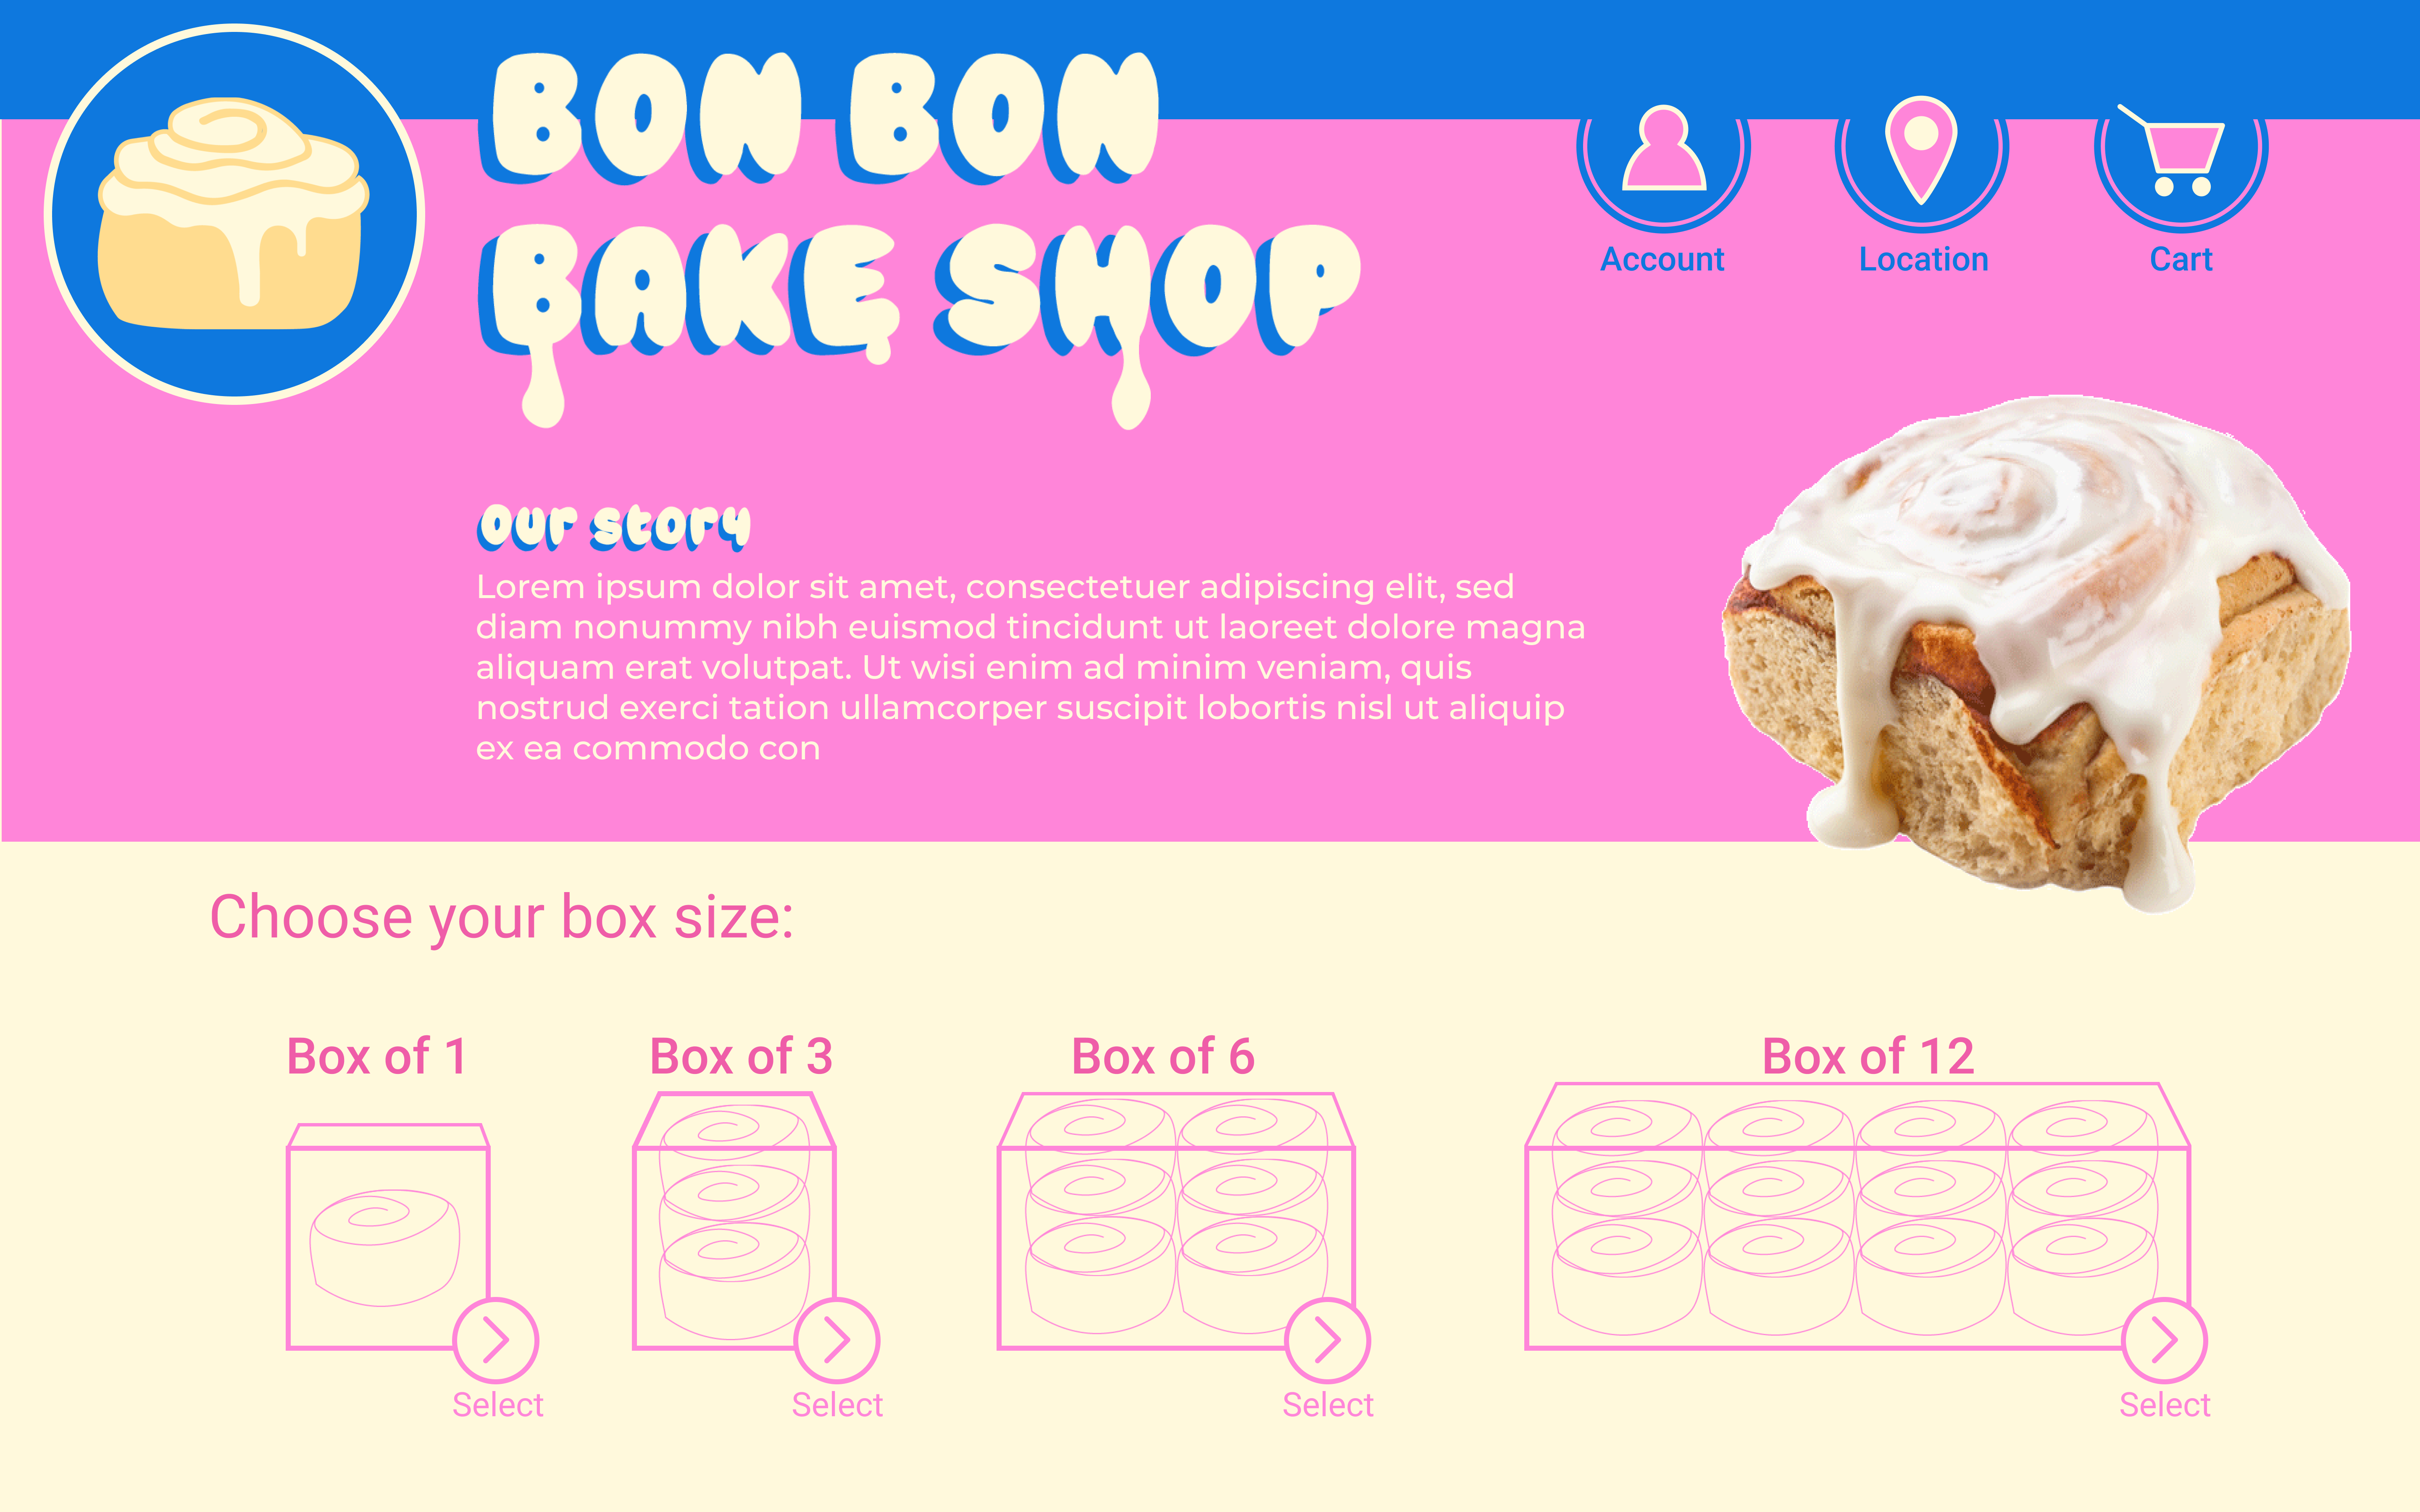 BON BON
BAKE SHOP
Account
Location
Cart
Our story
Lorem ipsum dolor sit amet, consectetuer adipiscing elit, sed
diam nonummy nibh euismod tincidunt ut laoreet dolore magna
aliquam erat volutpat. Ut wisi enim ad minim veniam, quis
nostrud exerci tation ullamcorper suscipit lobortis nisl ut aliquip
ex ea commodo con
Choose your box size:
Box of 1
Box of 3
Box of 6
Box of 12
Select
Select
Select
Select